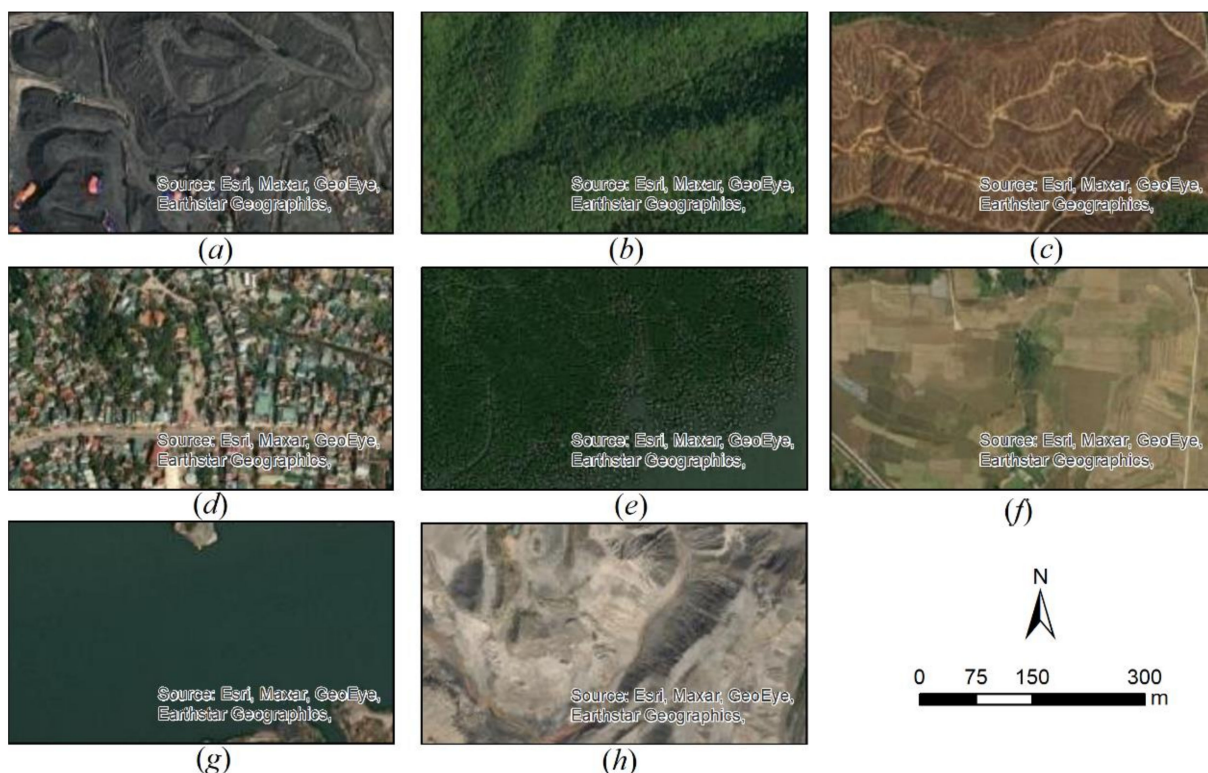 Source: Esri, Maxar, GeoEye,
Earthstar Geographics,
Source: Esri, Maxar, GeoEye,
Earthstar Geographics,
Source: Esri, Maxar, GeoEye,
Earthstar Geographics,
(a)
(b)
(c)
Source: Esri, Maxar, GeoEye,
Earthstar Geographics,
Source: Esri, Maxar, GeoEye,
Earthstar Geographics,
Source: Esri, Maxar, GeoEye,
Earthstar Geographics,
(d)
(e)
(f)
Source: Esri, Maxar, GeoEye,
Earthstar Geographics,
Source: Esri, Maxar, GeoEye,
Earthstar Geographics,
N
0 75 150 300
m
(g)
(h)